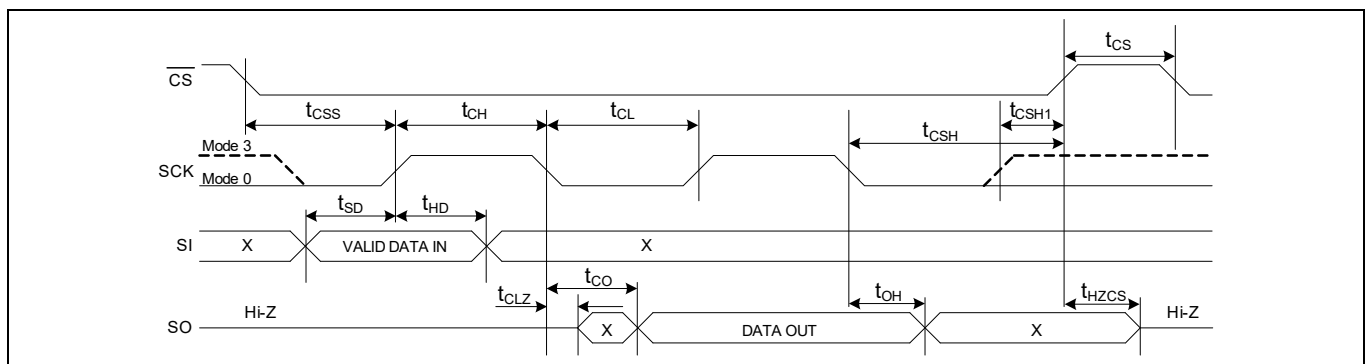 tCS
CS
tCSS
tCH
tCL
tCSH
tCSH1
Mode 3
SCK
Mode 0
tSD
tHD
SI
X
VALID DATA IN
X
tCO
tCLZ
tOH
tHZCS
SO
Hi-Z
X
DATA OUT
X
Hi-Z